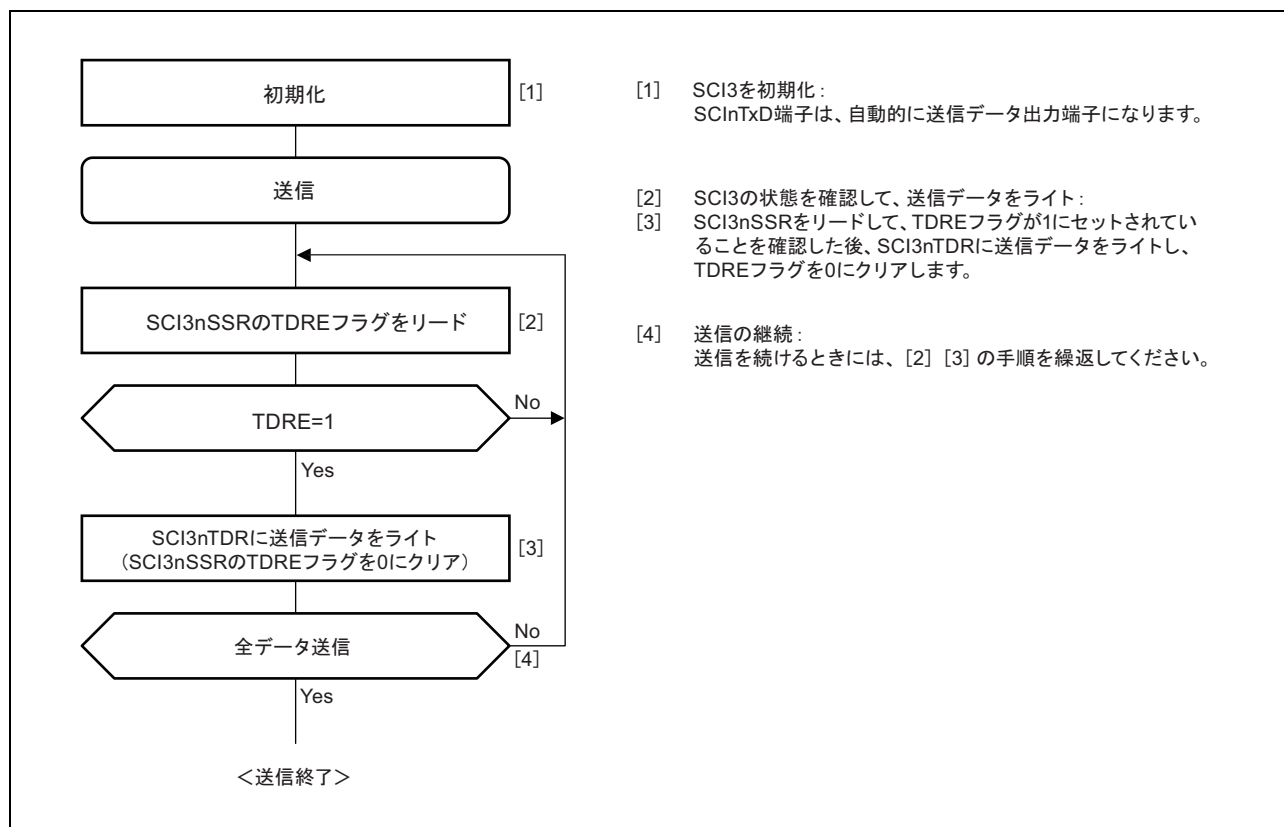 初期化 [1]
送信
SCI3nSSRのTDREフラグをリード [2]
TDRE=1
No
Yes
SCI3nTDRに送信データをライト
（SCI3nSSRのTDREフラグを0にクリア） [3]
全データ送信
No
[4]
Yes
＜送信終了＞
[1] SCI3を初期化：
SCInTxD端子は、自動的に送信データ出力端子になります。
[2] SCI3の状態を確認して、送信データをライト：
[3] SCI3nSSRをリードして、TDREフラグが1にセットされてい
ることを確認した後、SCI3nTDRに送信データをライトし、
TDREフラグを0にクリアします。
[4] 送信の継続：
送信を続けるときには、[2] [3] の手順を繰返してください。